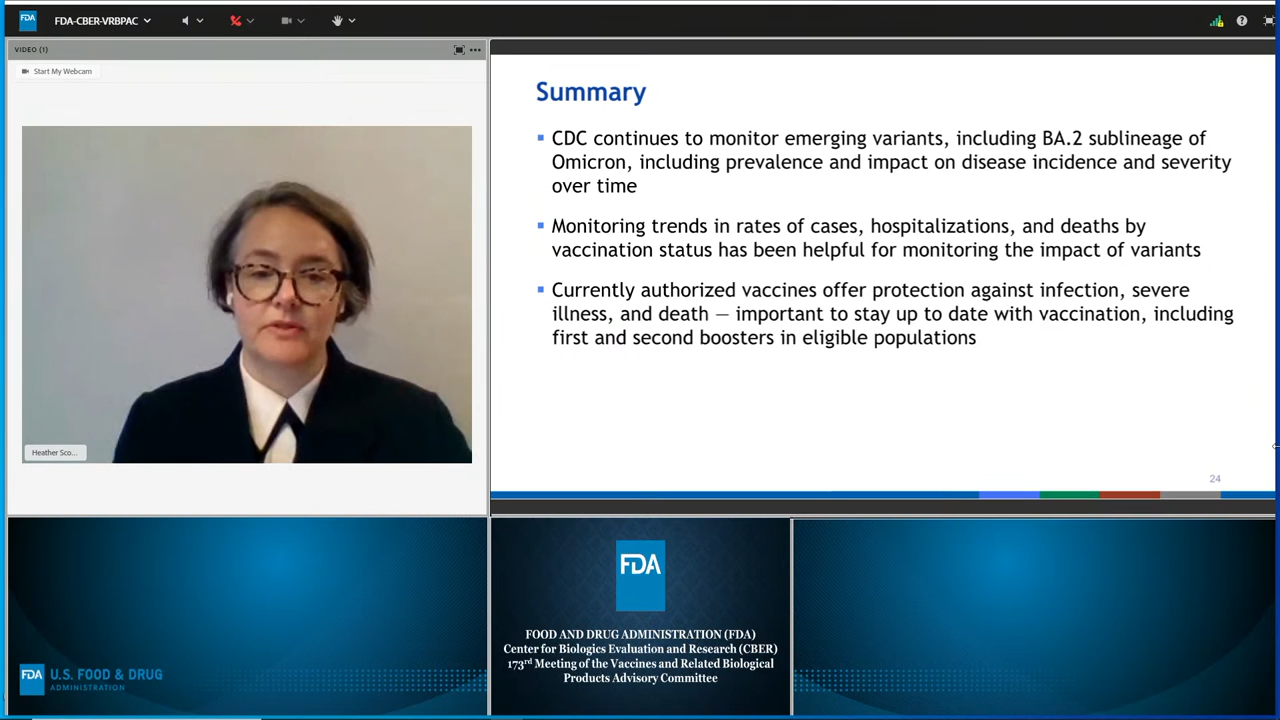 FDA
FDA-CBER-VRBPAC
VIDEO (1)
Start My Webcam
Heather Sco...
Summary
CDC continues to monitor emerging variants, including BA.2 sublineage of
Omicron, including prevalence and impact on disease incidence and severity
over time
Monitoring trends in rates of cases, hospitalizations, and deaths by
vaccination status has been helpful for monitoring the impact of variants
Currently authorized vaccines offer protection against infection, severe
illness, and death — important to stay up to date with vaccination, including
first and second boosters in eligible populations
24
FDA
U.S. FOOD & DRUG
ADMINISTRATION
FDA
FOOD AND DRUG ADMINISTRATION (FDA)
Center for Biologics Evaluation and Research (CBER)
173rd Meeting of the Vaccines and Related Biological
Products Advisory Committee